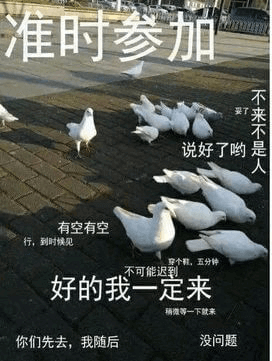 准时参加
妥了
不来不是人
说好了哟
有空有空
行，到时候见
穿个鞋，五分钟
不可能迟到
好的我一定来
稍微等一下就来
你们先去，我随后
没问题